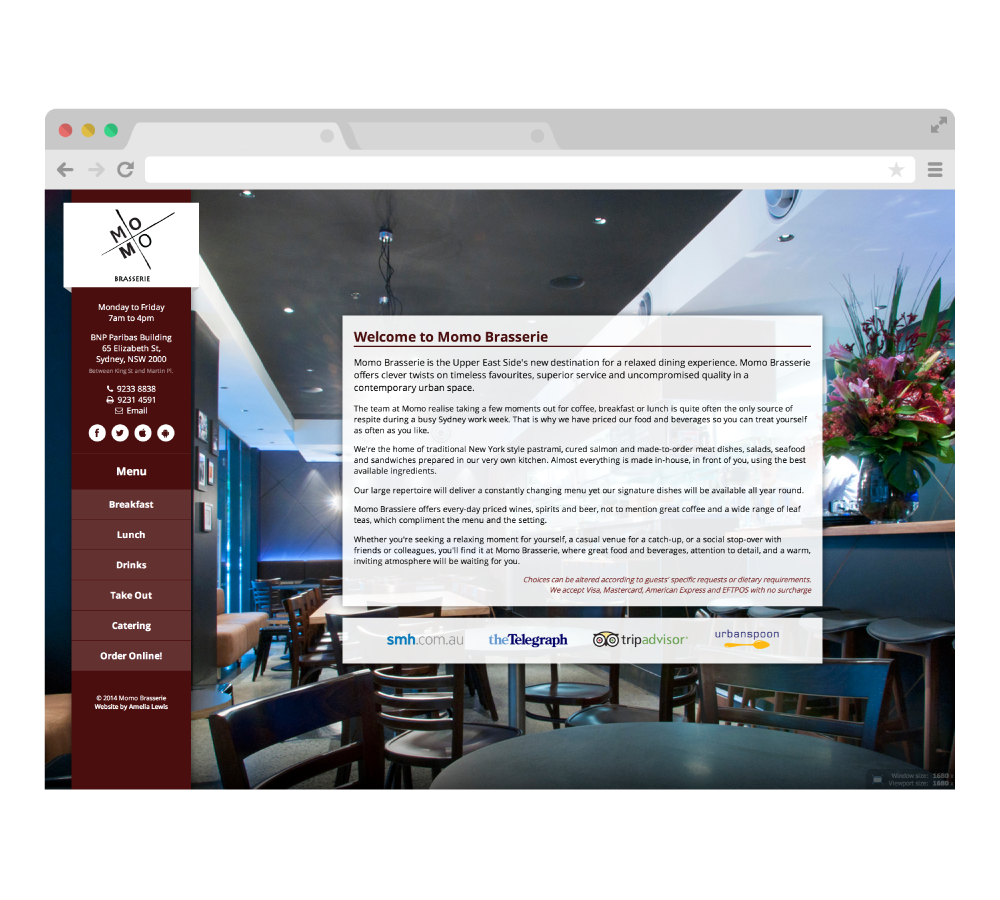 MO
MO
BRASSERIE
Monday to Friday
7am to 4pm
BNP Paribas Building
65 Elizabeth St,
Sydney, NSW 2000
Between King St and Martin Pl.
9233 8838
9231 4591
Email
Menu
Breakfast
Lunch
Drinks
Take Out
Catering
Order Online!
© 2014 Momo Brasserie
Website by Amelia Lewis
Welcome to Momo Brasserie
Momo Brasserie is the Upper East Side's new destination for a relaxed dining experience. Momo Brasserie
offers clever twists on timeless favourites, superior service and uncompromised quality in a
contemporary urban space.
The team at Momo realise taking a few moments out for coffee, breakfast or lunch is quite often the only source of
respite during a busy Sydney work week. That is why we have priced our food and beverages so you can treat yourself
as often as you like.
We're the home of traditional New York style pastrami, cured salmon and made-to-order meat dishes, salads, seafood
and sandwiches prepared in our very own kitchen. Almost everything is made in-house, in front of you, using the best
available ingredients.
Our large repertoire will deliver a constantly changing menu yet our signature dishes will be available all year round.
Momo Brassiere offers every-day priced wines, spirits and beer, not to mention great coffee and a wide range of leaf
teas, which compliment the menu and the setting.
Whether you're seeking a relaxing moment for yourself, a casual venue for a catch-up, or a social stop-over with
friends or colleagues, you'll find it at Momo Brasserie, where great food and beverages, attention to detail, and a warm,
inviting atmosphere will be waiting for you.
Choices can be altered according to guests' specific requests or dietary requirements.
We accept Visa, Mastercard, American Express and EFTPOS with no surcharge
smh.com.au theTelegraph tripadvisor urbanspoon
Window size: 1680 x
Viewport size: 1680 x